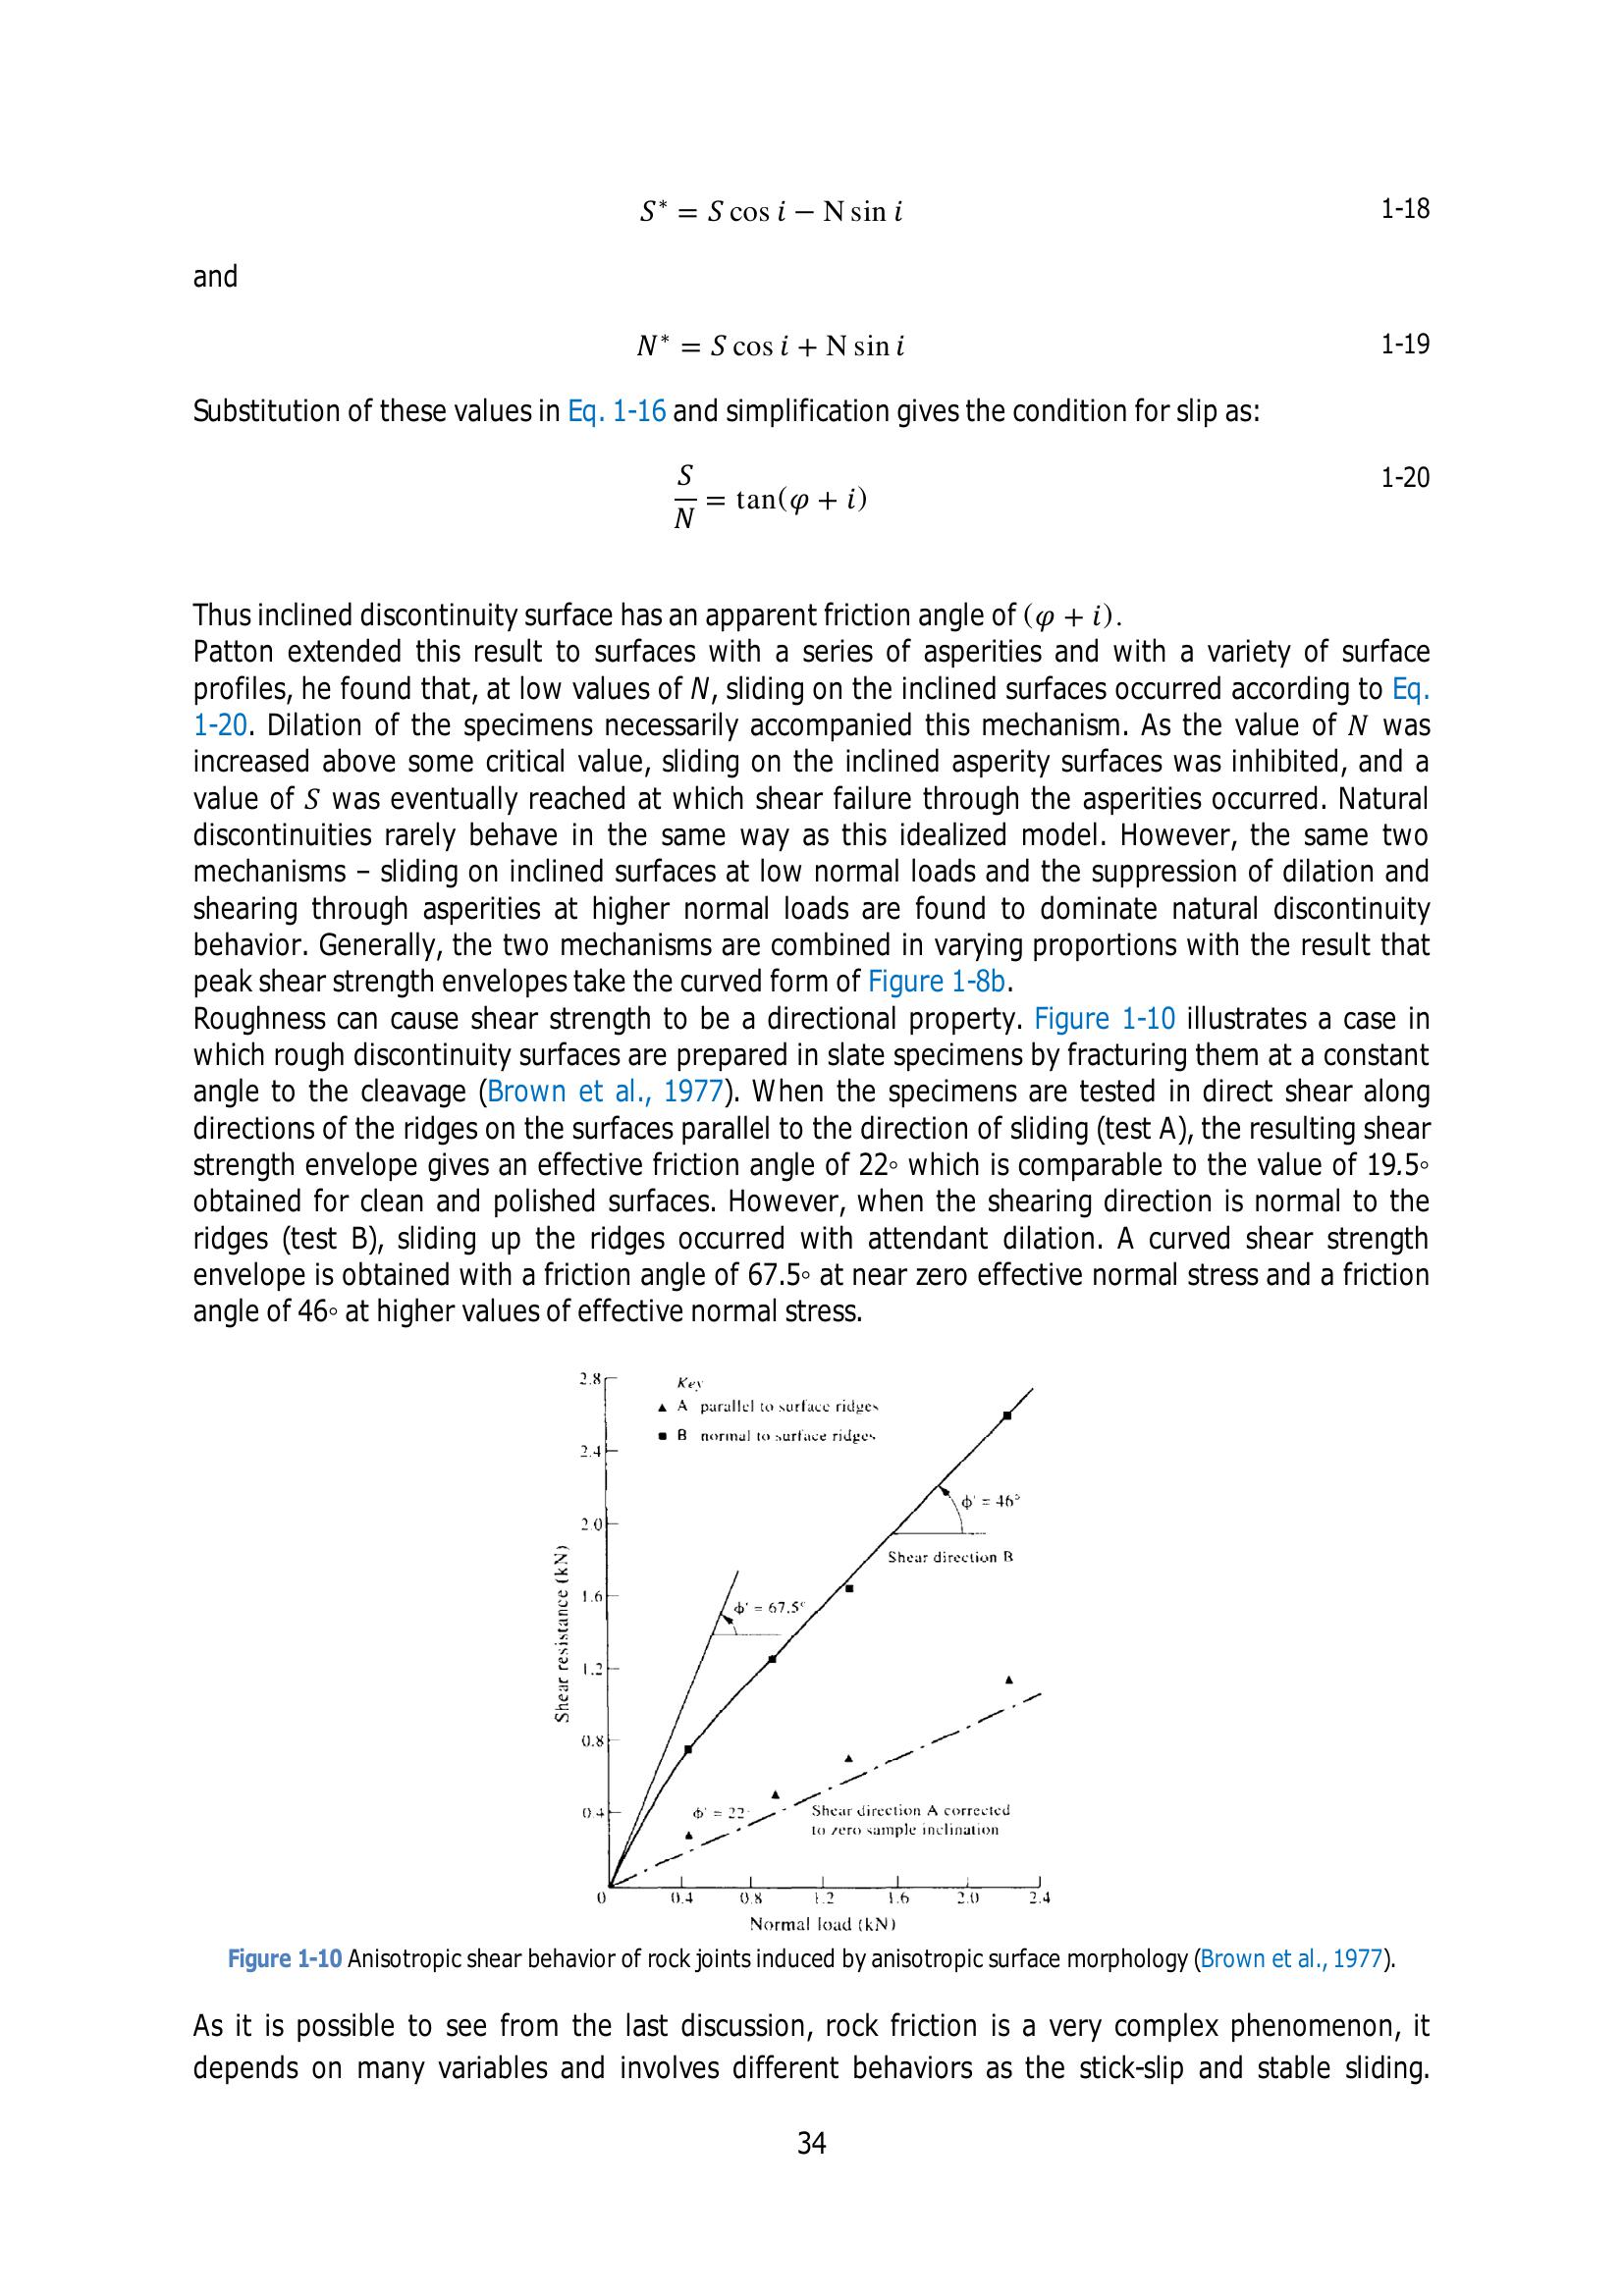 S* = S cos i − N sin i 1-18
and
N* = S cos i + N sin i 1-19
Substitution of these values in Eq. 1-16 and simplification gives the condition for slip as:
S/N = tan(φ + i) 1-20
Thus inclined discontinuity surface has an apparent friction angle of (φ + i).
Patton extended this result to surfaces with a series of asperities and with a variety of surface
profiles, he found that, at low values of N, sliding on the inclined surfaces occurred according to Eq.
1-20. Dilation of the specimens necessarily accompanied this mechanism. As the value of N was
increased above some critical value, sliding on the inclined asperity surfaces was inhibited, and a
value of S was eventually reached at which shear failure through the asperities occurred. Natural
discontinuities rarely behave in the same way as this idealized model. However, the same two
mechanisms – sliding on inclined surfaces at low normal loads and the suppression of dilation and
shearing through asperities at higher normal loads are found to dominate natural discontinuity
behavior. Generally, the two mechanisms are combined in varying proportions with the result that
peak shear strength envelopes take the curved form of Figure 1-8b.
Roughness can cause shear strength to be a directional property. Figure 1-10 illustrates a case in
which rough discontinuity surfaces are prepared in slate specimens by fracturing them at a constant
angle to the cleavage (Brown et al., 1977). When the specimens are tested in direct shear along
directions of the ridges on the surfaces parallel to the direction of sliding (test A), the resulting shear
strength envelope gives an effective friction angle of 22◦ which is comparable to the value of 19.5◦
obtained for clean and polished surfaces. However, when the shearing direction is normal to the
ridges (test B), sliding up the ridges occurred with attendant dilation. A curved shear strength
envelope is obtained with a friction angle of 67.5◦ at near zero effective normal stress and a friction
angle of 46◦ at higher values of effective normal stress.
2.8
Key
▲ A parallel to surface ridges
■ B normal to surface ridges
2.4
ϕ' = 46°
2.0
Shear direction B
Shear resistance (kN)
1.6
ϕ' = 67.5°
1.2
0.8
0.4
ϕ' = 22
Shear direction A corrected
to zero sample inclination
0 0.4 0.8 1.2 1.6 2.0 2.4
Normal load (kN)
Figure 1-10 Anisotropic shear behavior of rock joints induced by anisotropic surface morphology (Brown et al., 1977).
As it is possible to see from the last discussion, rock friction is a very complex phenomenon, it
depends on many variables and involves different behaviors as the stick-slip and stable sliding.
34